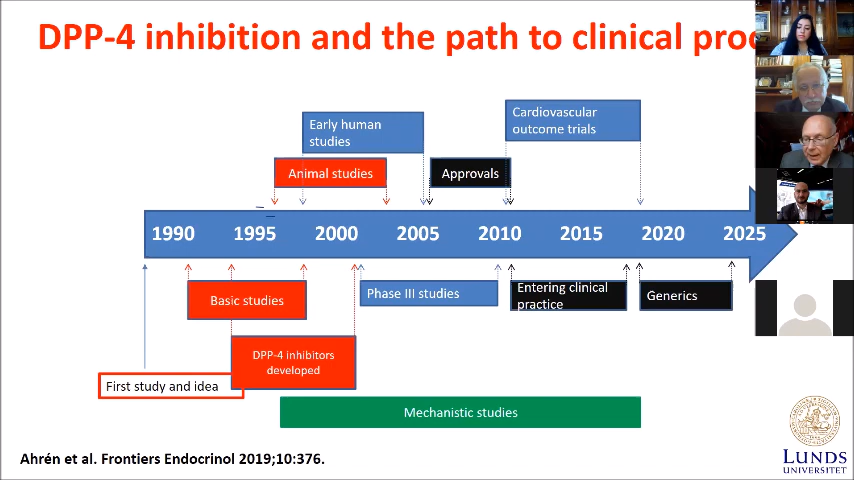 DPP-4 inhibition and the path to clinical
Early human
studies
Cardiovascular
outcome trials
Animal studies
Approvals
1990 1995 2000 2005 2010 2015 2020 2025
Basic studies
Phase III studies
Entering clinical
practice
Generics
DPP-4 inhibitors
developed
First study and idea
Mechanistic studies
Ahrén et al. Frontiers Endocrinol 2019;10:376.
LUNDS
UNIVERSITET